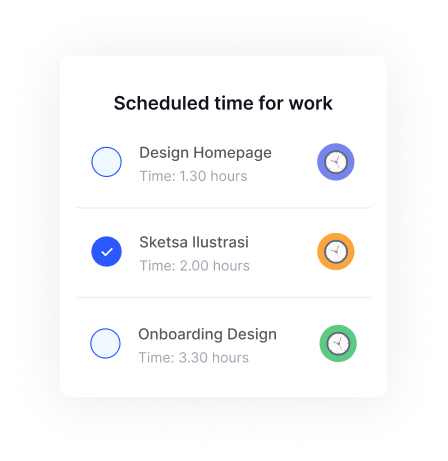 Scheduled time for work
Design Homepage
Time: 1.30 hours
Sketsa Ilustrasi
Time: 2.00 hours
Onboarding Design
Time: 3.30 hours